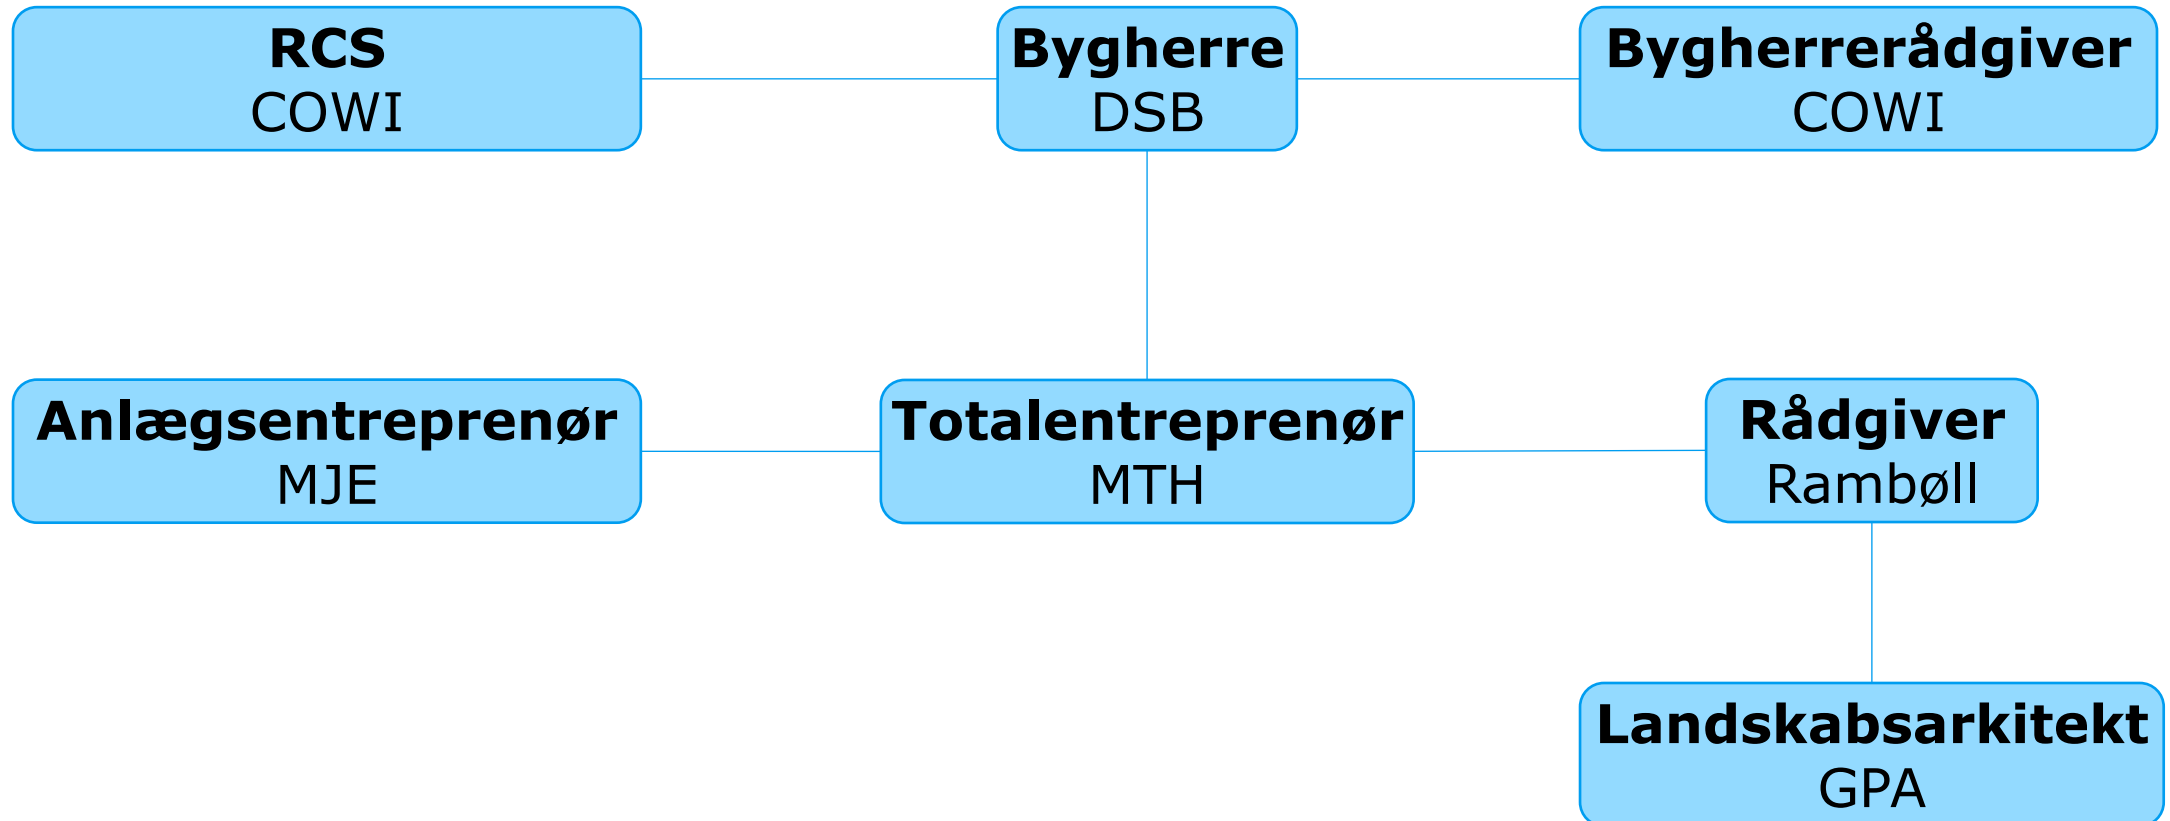 RCS
COWI
Bygherre
DSB
Bygherrerådgiver
COWI
Anlægsentreprenør
MJE
Totalentreprenør
MTH
Rådgiver
Rambøll
Landskabsarkitekt
GPA